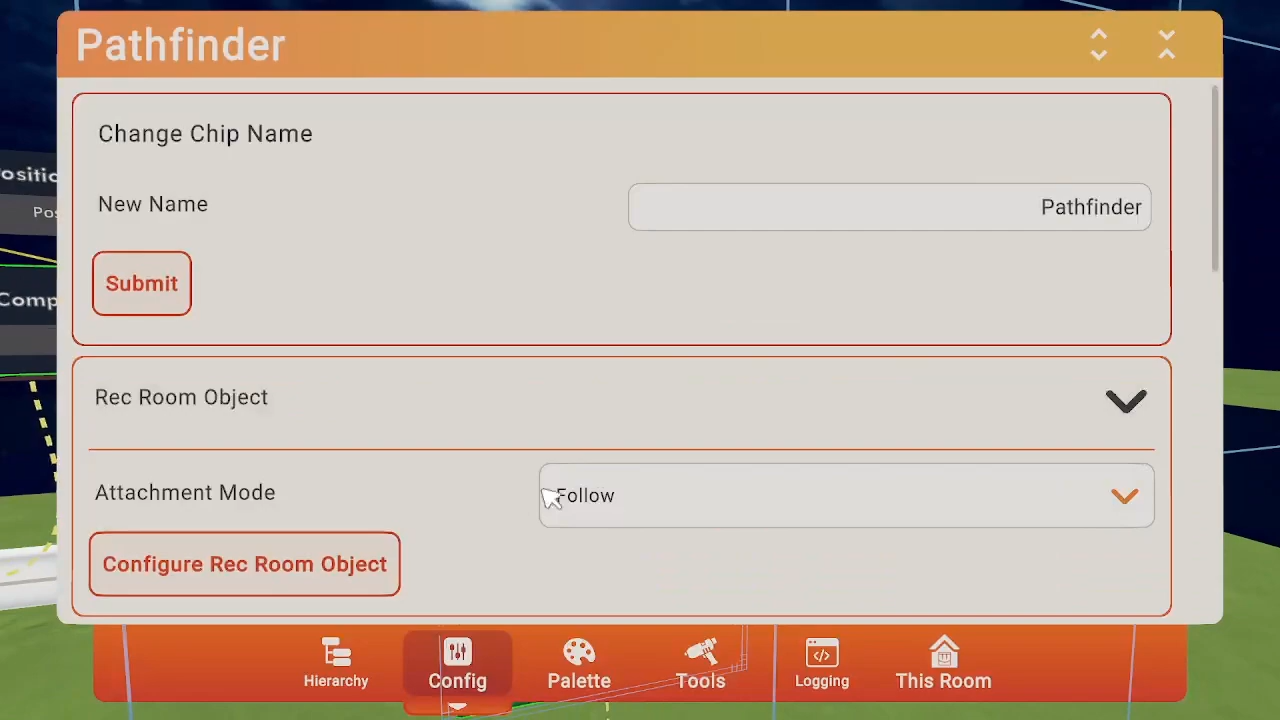 Pathfinder
Change Chip Name
New Name
Pathfinder
Submit
Rec Room Object
Attachment Mode
Follow
Configure Rec Room Object
Hierarchy
Config
Palette
Tools
Logging
This Room